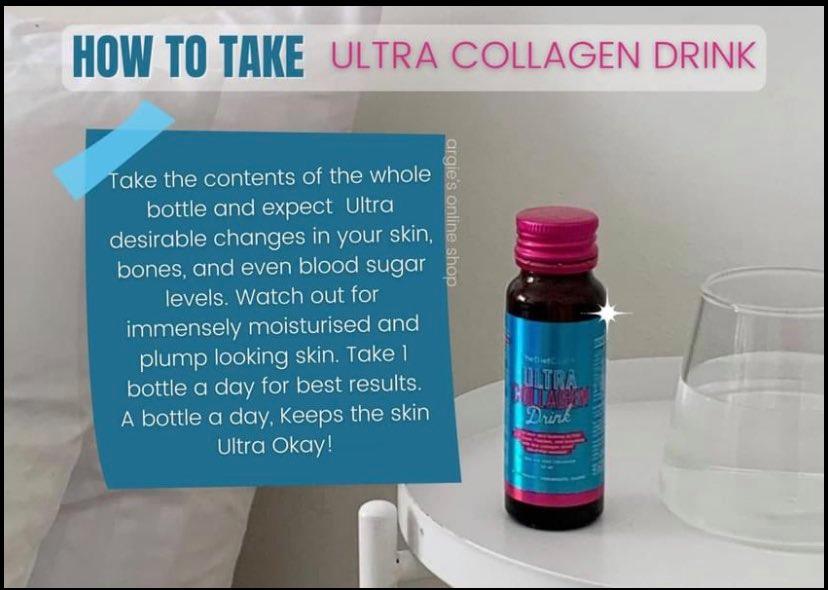 HOW TO TAKE ULTRA COLLAGEN DRINK
Take the contents of the whole
bottle and expect Ultra
desirable changes in your skin,
bones, and even blood sugar
levels. Watch out for
immensely moisturised and
plump looking skin. Take 1
bottle a day for best results.
A bottle a day, Keeps the skin
Ultra Okay!
argie's online shop
ULTRA
COLLAGEN
Drink